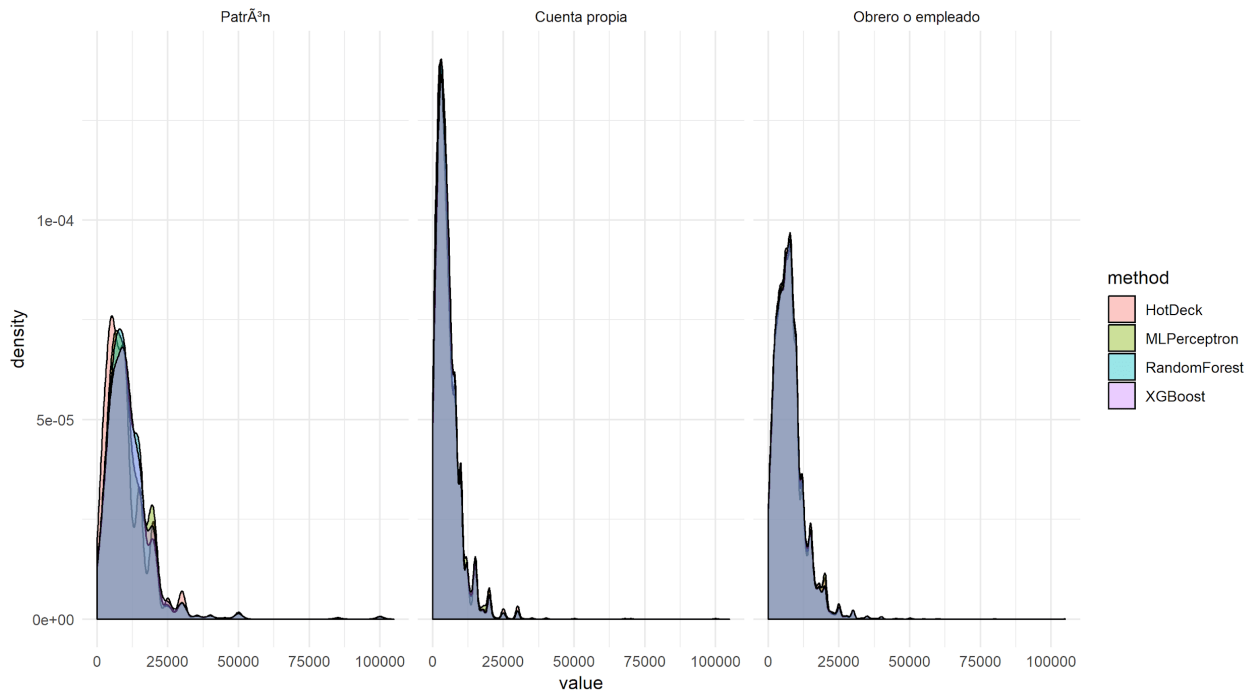 PatrÃ³n
Cuenta propia
Obrero o empleado
density
1e-04
5e-05
0e+00
0 25000 50000 75000 100000
0 25000 50000 75000 100000
0 25000 50000 75000 100000
value
method
HotDeck
MLPerceptron
RandomForest
XGBoost